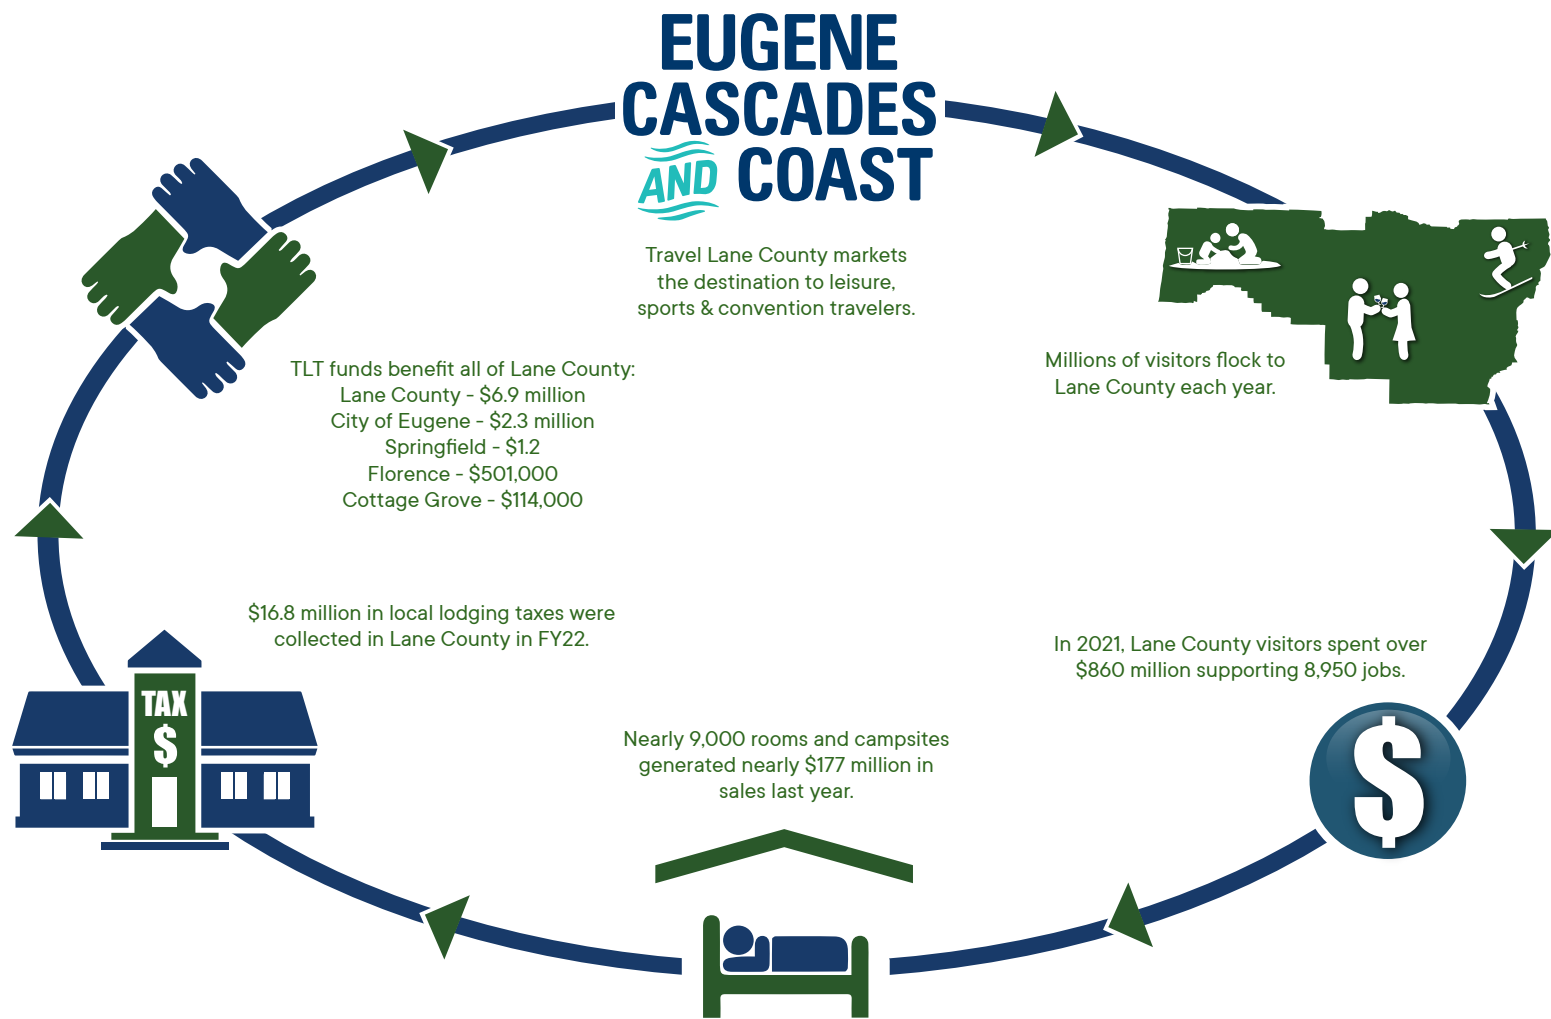 EUGENE
CASCADES
AND COAST
Travel Lane County markets
the destination to leisure,
sports & convention travelers.
Millions of visitors flock to
Lane County each year.
In 2021, Lane County visitors spent over
$860 million supporting 8,950 jobs.
$
Nearly 9,000 rooms and campsites
generated nearly $177 million in
sales last year.
$16.8 million in local lodging taxes were
collected in Lane County in FY22.
TAX
$
TLT funds benefit all of Lane County:
Lane County - $6.9 million
City of Eugene - $2.3 million
Springfield - $1.2
Florence - $501,000
Cottage Grove - $114,000